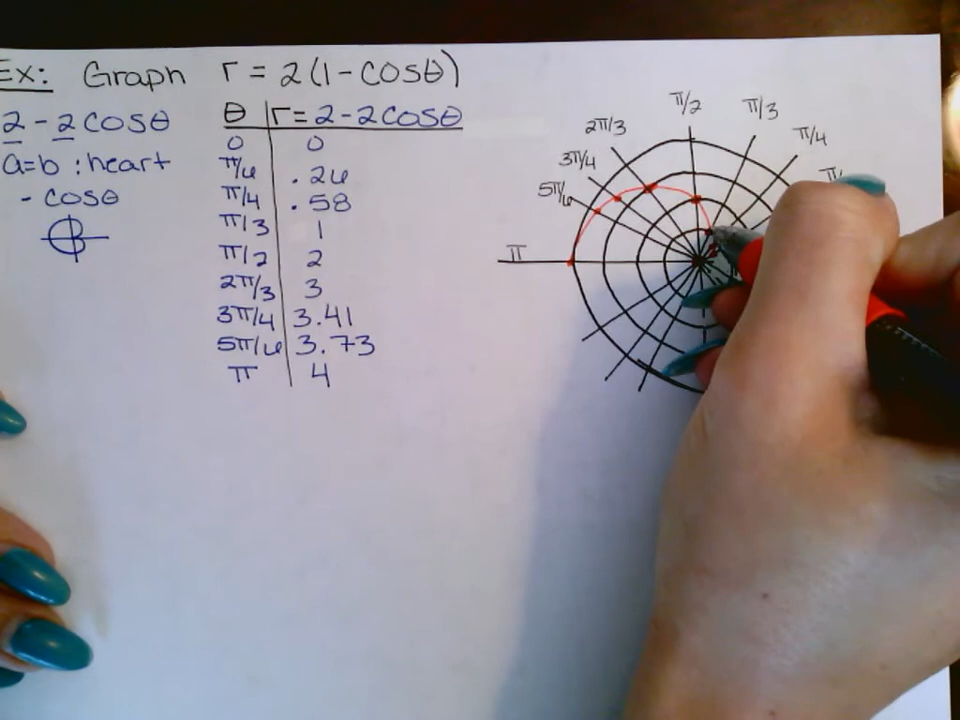 Ex: Graph r = 2(1 - cosθ)
2 - 2cosθ
a=b : heart
- cosθ
θ r = 2 - 2cosθ
0 0
π/6 .26
π/4 .58
π/3 1
π/2 2
2π/3 3
3π/4 3.41
5π/6 3.73
π 4
π/2
π/3
2π/3
π/4
3π/4
5π/6
π